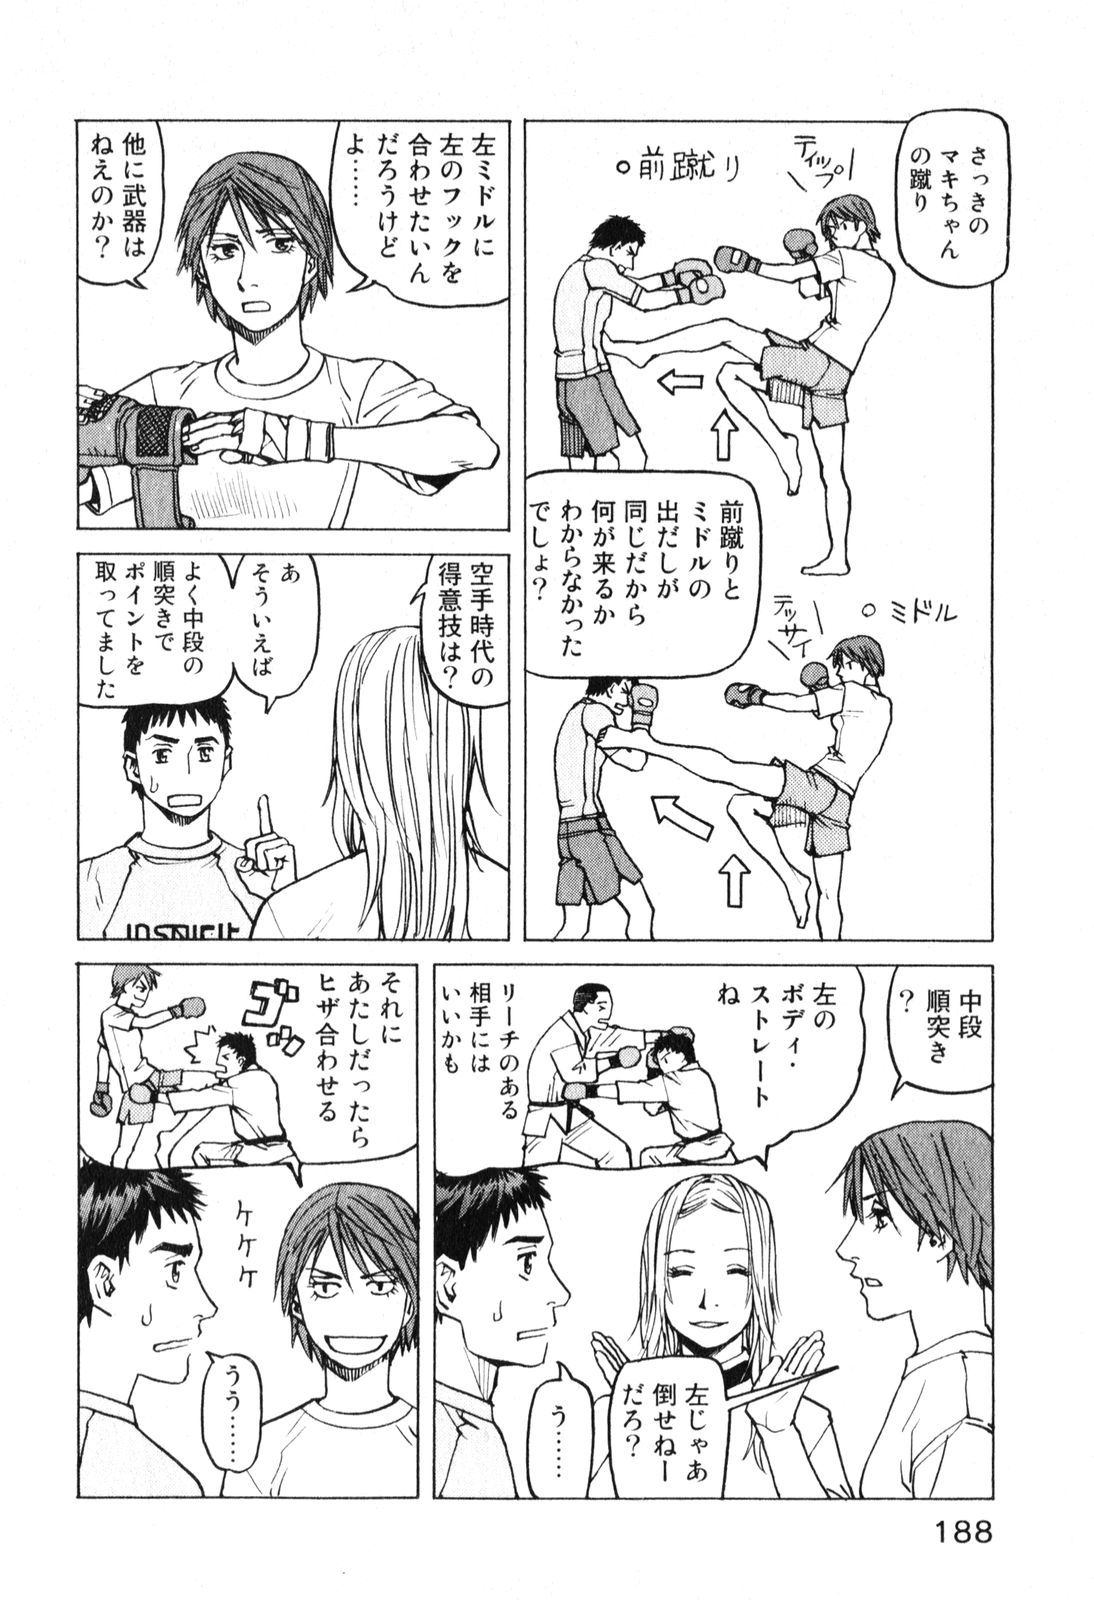 さっきの
マキちゃん
の蹴り
ティップ
○前蹴り
前蹴りと
ミドルの
出だしが
同じだから
何が来るか
わからなかった
でしょ?
○ミドル
テッサイ
左ミドルに
左のフックを
合わせたいん
だろうけど
よ……
他に武器は
ねえのか?
空手時代の
得意技は?
あ
そういえば
よく中段の
順突きで
ポイントを
取ってました
中段
順突き
?
左の
ボディ・
ストレート
ね
リーチのある
相手には
いいかも
左じゃあ
倒せねー
だろ?
う……
それに
あたしだったら
ヒザ合わせる
ゴッ
ケケケ
うう……
188